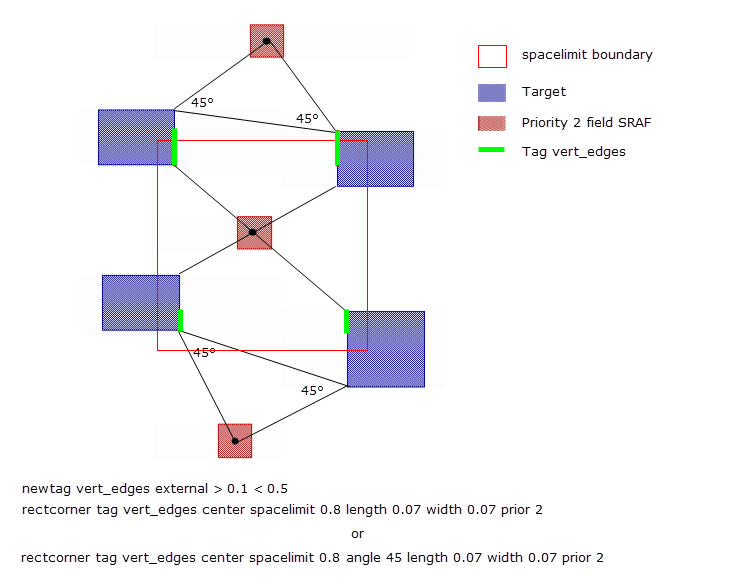 spacelimit boundary
Target
Priority 2 field SRAF
Tag vert_edges
45°
45°
45°
45°
newtag vert_edges external > 0.1 < 0.5
rectcorner tag vert_edges center spacelimit 0.8 length 0.07 width 0.07 prior 2
or
rectcorner tag vert_edges center spacelimit 0.8 angle 45 length 0.07 width 0.07 prior 2